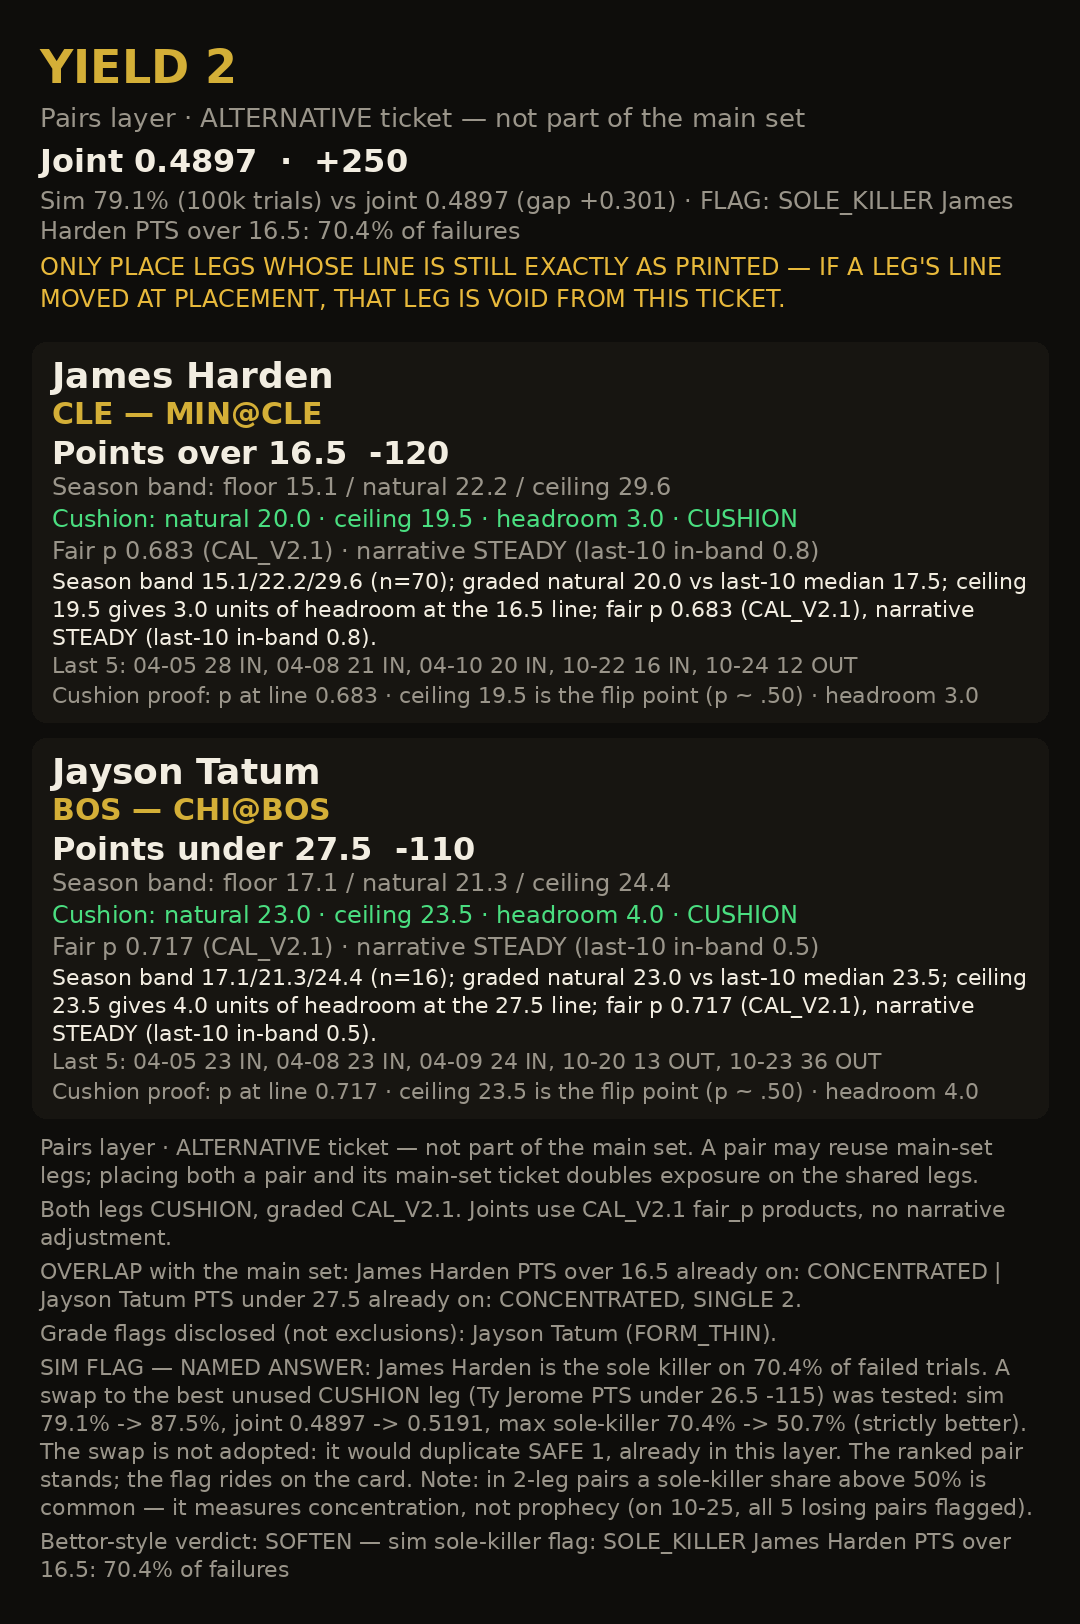 YIELD 2
Pairs layer · ALTERNATIVE ticket — not part of the main set
Joint 0.4897 · +250
Sim 79.1% (100k trials) vs joint 0.4897 (gap +0.301) · FLAG: SOLE_KILLER James
Harden PTS over 16.5: 70.4% of failures
ONLY PLACE LEGS WHOSE LINE IS STILL EXACTLY AS PRINTED — IF A LEG'S LINE
MOVED AT PLACEMENT, THAT LEG IS VOID FROM THIS TICKET.
James Harden
CLE — MIN@CLE
Points over 16.5 -120
Season band: floor 15.1 / natural 22.2 / ceiling 29.6
Cushion: natural 20.0 · ceiling 19.5 · headroom 3.0 · CUSHION
Fair p 0.683 (CAL_V2.1) · narrative STEADY (last-10 in-band 0.8)
Season band 15.1/22.2/29.6 (n=70); graded natural 20.0 vs last-10 median 17.5; ceiling
19.5 gives 3.0 units of headroom at the 16.5 line; fair p 0.683 (CAL_V2.1), narrative
STEADY (last-10 in-band 0.8).
Last 5: 04-05 28 IN, 04-08 21 IN, 04-10 20 IN, 10-22 16 IN, 10-24 12 OUT
Cushion proof: p at line 0.683 · ceiling 19.5 is the flip point (p ~ .50) · headroom 3.0
Jayson Tatum
BOS — CHI@BOS
Points under 27.5 -110
Season band: floor 17.1 / natural 21.3 / ceiling 24.4
Cushion: natural 23.0 · ceiling 23.5 · headroom 4.0 · CUSHION
Fair p 0.717 (CAL_V2.1) · narrative STEADY (last-10 in-band 0.5)
Season band 17.1/21.3/24.4 (n=16); graded natural 23.0 vs last-10 median 23.5; ceiling
23.5 gives 4.0 units of headroom at the 27.5 line; fair p 0.717 (CAL_V2.1), narrative
STEADY (last-10 in-band 0.5).
Last 5: 04-05 23 IN, 04-08 23 IN, 04-09 24 IN, 10-20 13 OUT, 10-23 36 OUT
Cushion proof: p at line 0.717 · ceiling 23.5 is the flip point (p ~ .50) · headroom 4.0
Pairs layer · ALTERNATIVE ticket — not part of the main set. A pair may reuse main-set
legs; placing both a pair and its main-set ticket doubles exposure on the shared legs.
Both legs CUSHION, graded CAL_V2.1. Joints use CAL_V2.1 fair_p products, no narrative
adjustment.
OVERLAP with the main set: James Harden PTS over 16.5 already on: CONCENTRATED |
Jayson Tatum PTS under 27.5 already on: CONCENTRATED, SINGLE 2.
Grade flags disclosed (not exclusions): Jayson Tatum (FORM_THIN).
SIM FLAG — NAMED ANSWER: James Harden is the sole killer on 70.4% of failed trials. A
swap to the best unused CUSHION leg (Ty Jerome PTS under 26.5 -115) was tested: sim
79.1% -> 87.5%, joint 0.4897 -> 0.5191, max sole-killer 70.4% -> 50.7% (strictly better).
The swap is not adopted: it would duplicate SAFE 1, already in this layer. The ranked pair
stands; the flag rides on the card. Note: in 2-leg pairs a sole-killer share above 50% is
common — it measures concentration, not prophecy (on 10-25, all 5 losing pairs flagged).
Bettor-style verdict: SOFTEN — sim sole-killer flag: SOLE_KILLER James Harden PTS over
16.5: 70.4% of failures